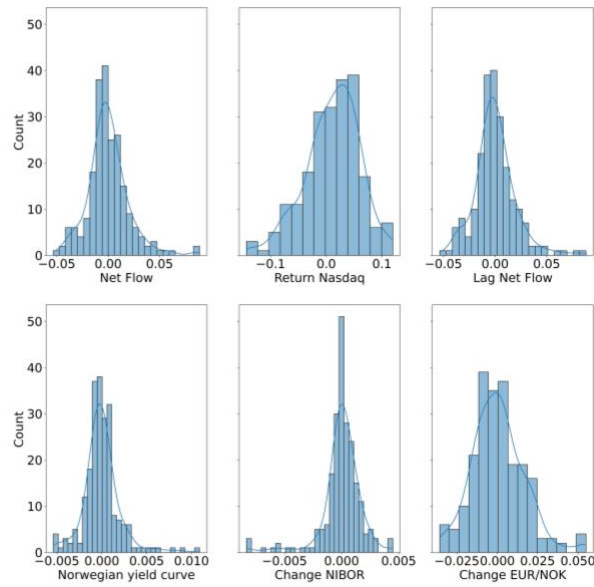 50
40
30
20
10
0
Count
−0.05 0.00 0.05
Net Flow
−0.1 0.0 0.1
Return Nasdaq
−0.05 0.00 0.05
Lag Net Flow
50
40
30
20
10
0
Count
−0.005 0.000 0.005 0.010
Norwegian yield curve
−0.005 0.000 0.005
Change NIBOR
−0.025 0.000 0.025 0.050
Change EUR/NOK